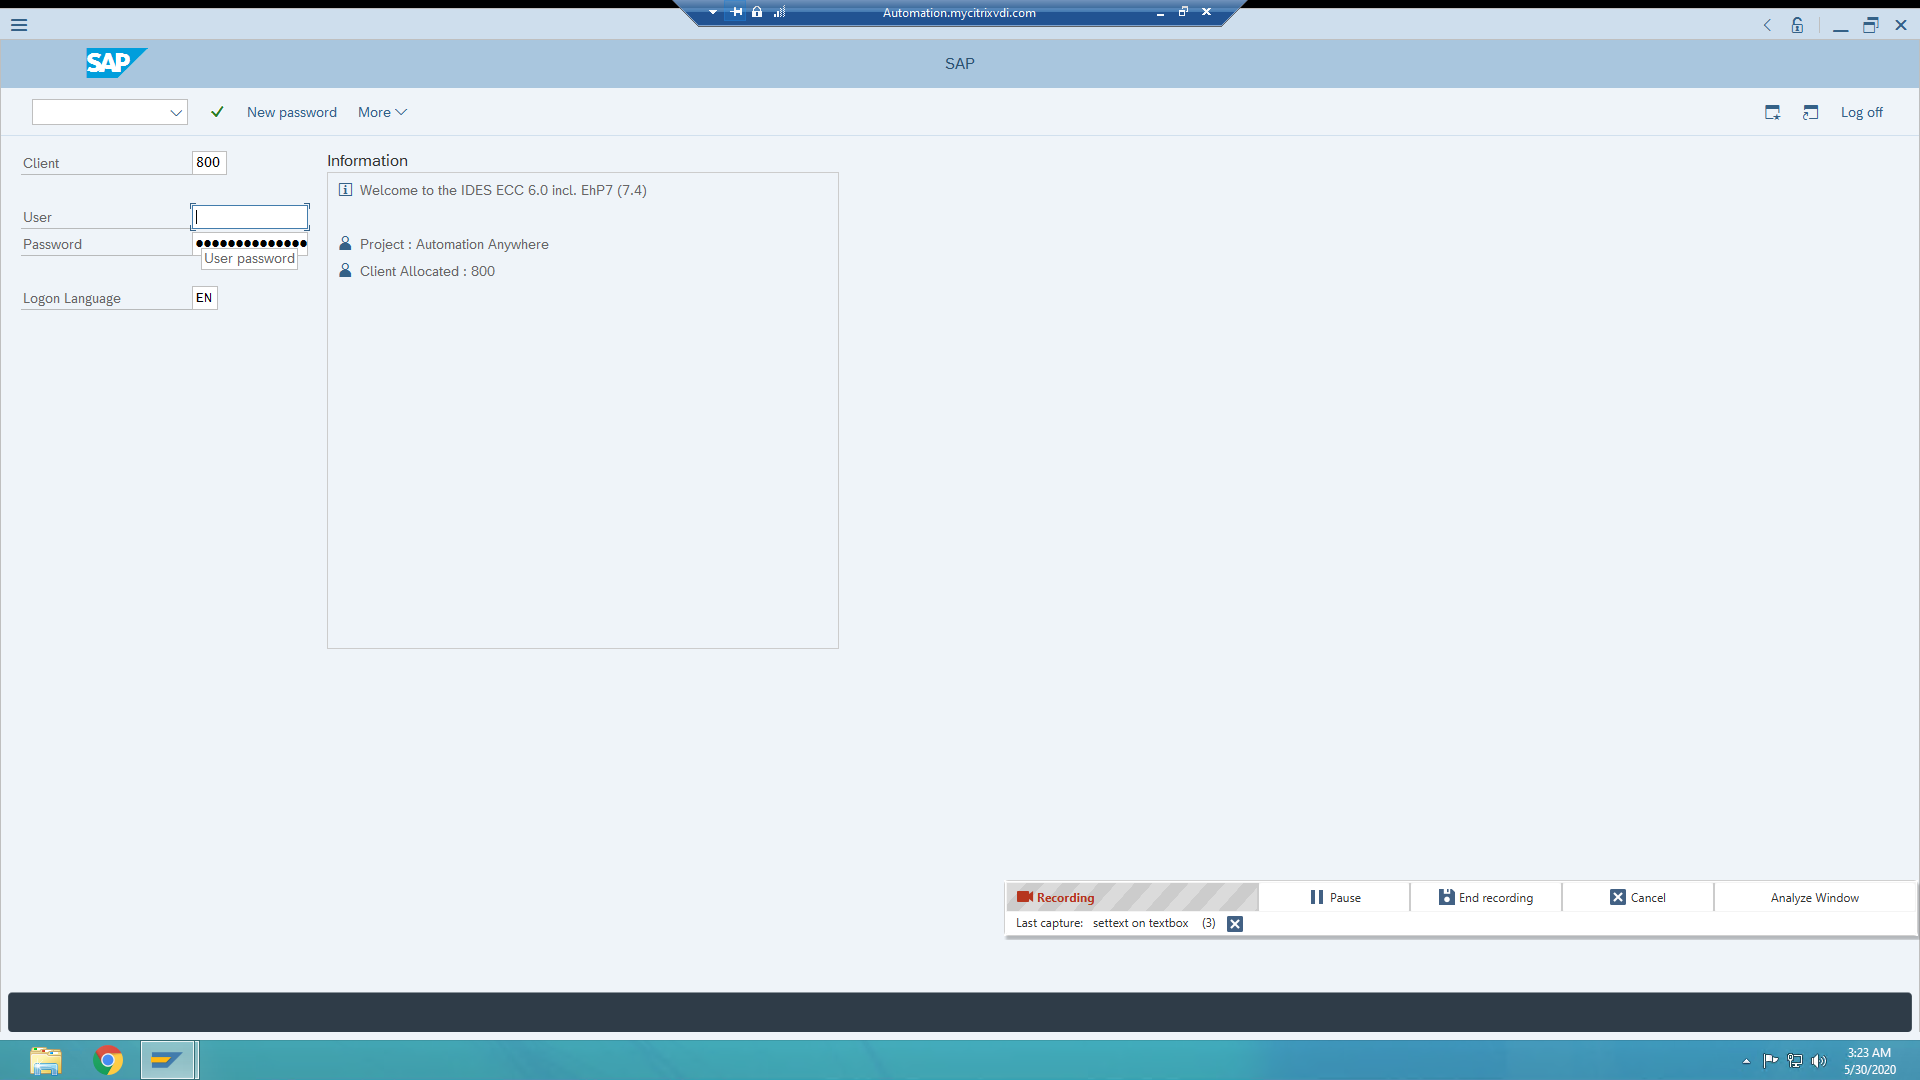 Automation.mycitrixvdi.com
SAP
SAP
New password
More
Log off
Client
800
Information
Welcome to the IDES ECC 6.0 incl. EhP7 (7.4)
User
Password
User password
Project : Automation Anywhere
Client Allocated : 800
Logon Language
EN
Recording
Pause
End recording
Cancel
Analyze Window
Last capture: settext on textbox (3)
3:23 AM
5/30/2020